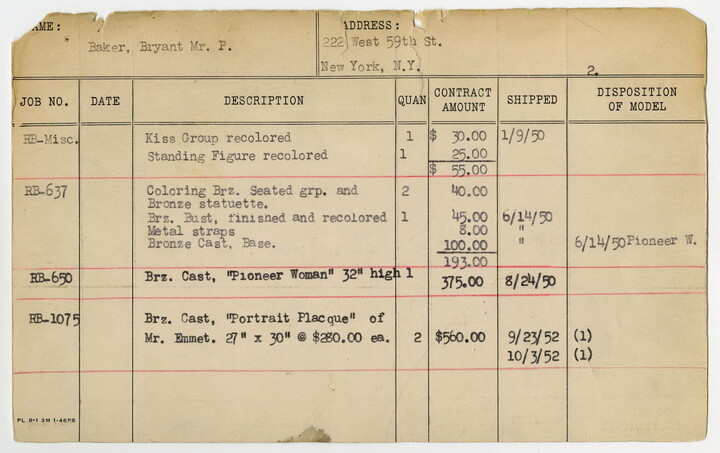 AME: ADDRESS:
Baker, Bryant Mr. P. 222 West 59th St.
New York, N.Y. 2.
JOB NO. DATE DESCRIPTION QUAN CONTRACT AMOUNT SHIPPED DISPOSITION OF MODEL
RB-Misc. Kiss Group recolored 1 $ 30.00 1/9/50
Standing Figure recolored 1 25.00
$ 55.00
RB-637 Coloring Brz. Seated grp. and 2 40.00
Bronze statuette.
Brz. Bust, finished and recolored 1 45.00 6/14/50
Metal straps 8.00 "
Bronze Cast, Base. 100.00 " 6/14/50 Pioneer W.
193.00
RB-650 Brz. Cast, "Pioneer Woman" 32" high 1 375.00 8/24/50
RB-1075 Brz. Cast, "Portrait Placque" of
Mr. Emmet. 27" x 30" @ $280.00 ea. 2 $560.00 9/23/52 (1)
10/3/52 (1)
PL 8-1 3M 1-46PB